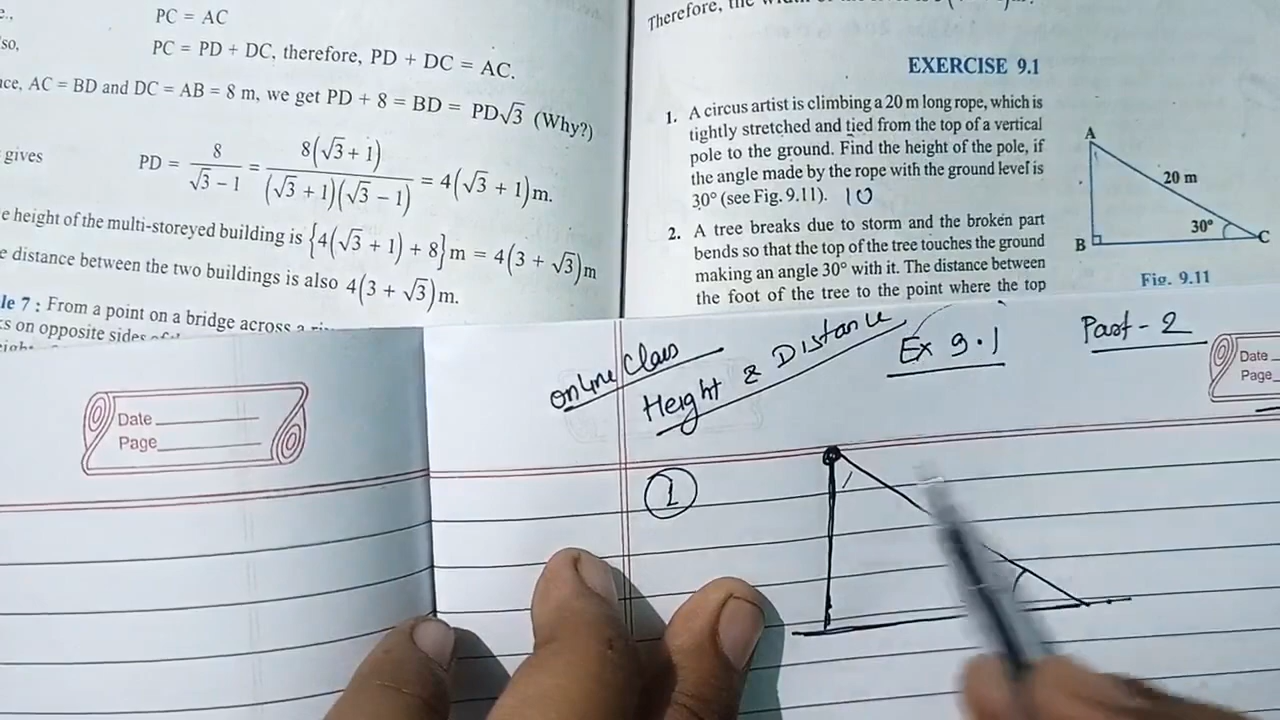 PC = AC
so,
PC = PD + DC, therefore, PD + DC = AC.
AC = BD and DC = AB = 8 m, we get PD + 8 = BD = PD√3 (Why?)
gives
PD = 8/(√3 − 1) = 8(√3 + 1)/((√3 + 1)(√3 − 1)) = 4(√3 + 1)m.
height of the multi-storeyed building is {4(√3 + 1) + 8}m = 4(3 + √3)m
distance between the two buildings is also 4(3 + √3)m.
7 : From a point on a bridge across a
on opposite sides
Therefore, the
EXERCISE 9.1
1. A circus artist is climbing a 20 m long rope, which is
tightly stretched and tied from the top of a vertical
pole to the ground. Find the height of the pole, if
the angle made by the rope with the ground level is
30° (see Fig. 9.11). 10
2. A tree breaks due to storm and the broken part
bends so that the top of the tree touches the ground
making an angle 30° with it. The distance between
the foot of the tree to the point where the top
A
20 m
30°
B
C
Fig. 9.11
Online Class
Height & Distance
Ex 9.1
Part - 2
Date
Page
Date
Page
1